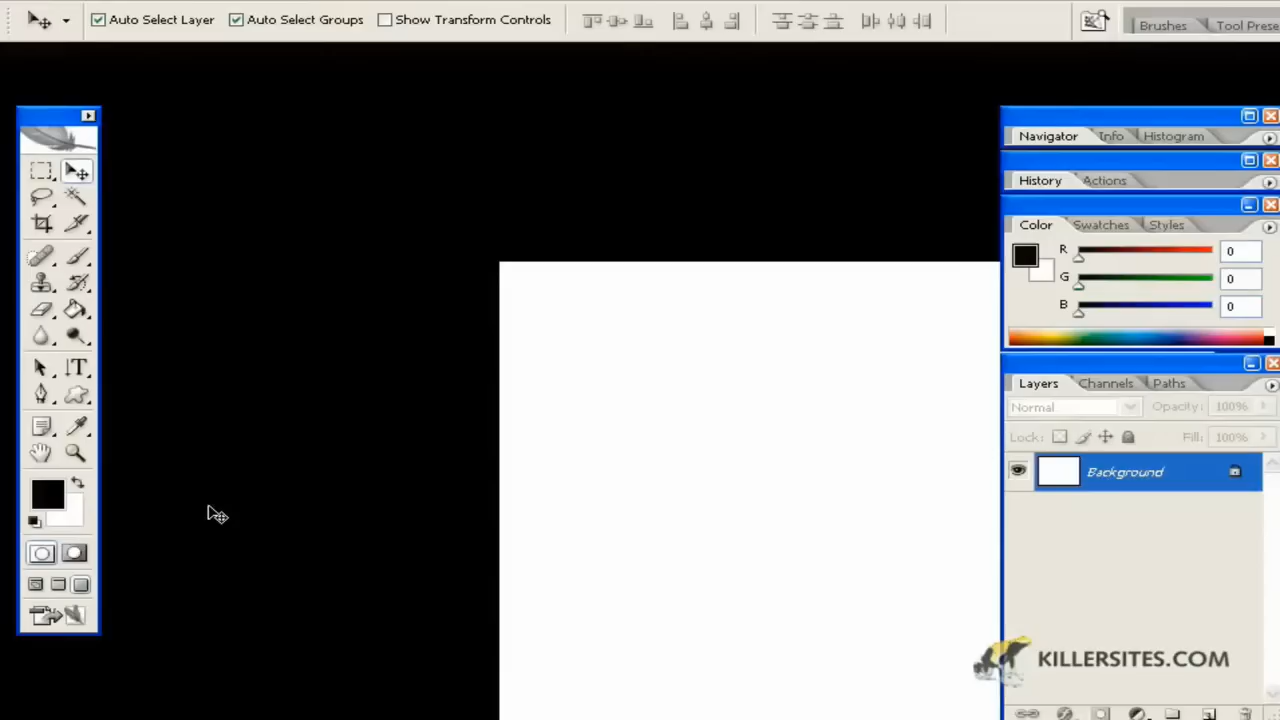 Auto Select Layer Auto Select Groups Show Transform Controls
Brushes Tool Prese
Navigator Info Histogram
History Actions
Color Swatches Styles
R 0
G 0
B 0
Layers Channels Paths
Normal Opacity: 100%
Lock: Fill: 100%
Background
KILLERSITES.COM